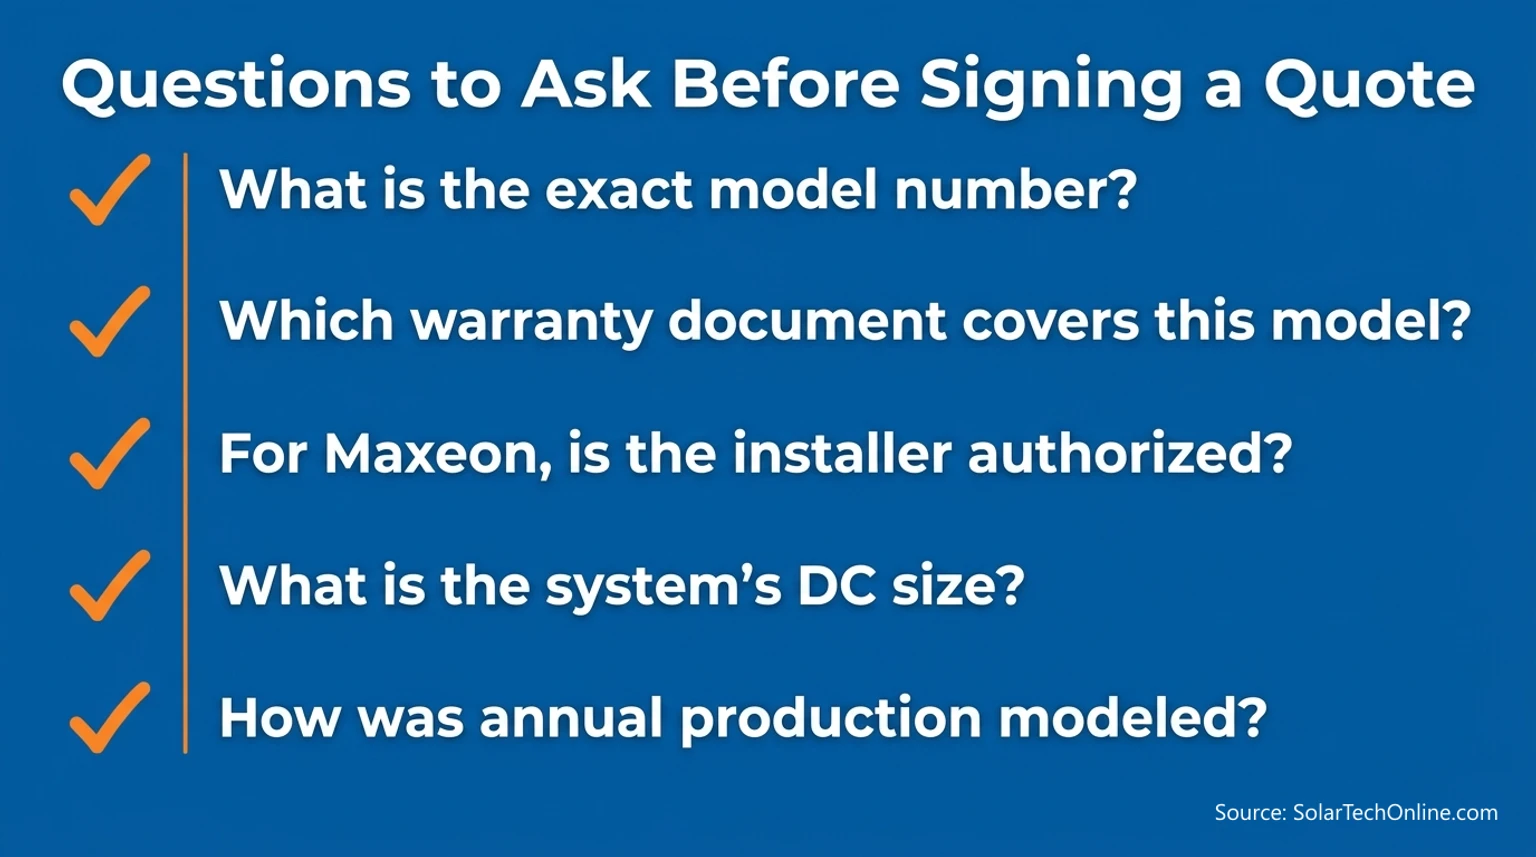 Questions to Ask Before Signing a Quote
What is the exact model number?
Which warranty document covers this model?
For Maxeon, is the installer authorized?
What is the system’s DC size?
How was annual production modeled?
Source: SolarTechOnline.com